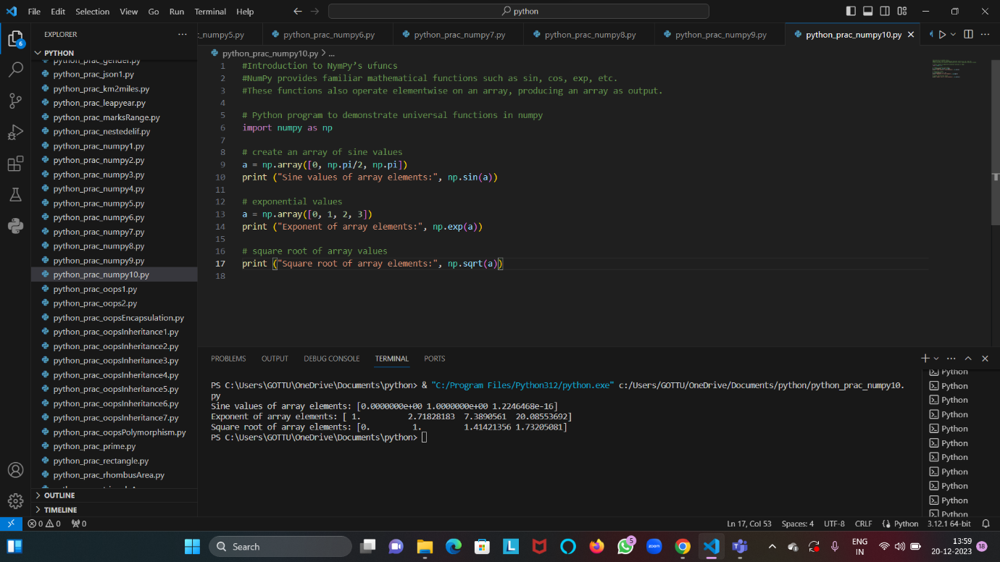 File Edit Selection View Go Run Terminal Help python
EXPLORER
c_numpy5.py python_prac_numpy6.py python_prac_numpy7.py python_prac_numpy8.py python_prac_numpy9.py python_prac_numpy10.py
PYTHON
python_prac_gender.py
python_prac_json1.py
python_prac_km2miles.py
python_prac_leapyear.py
python_prac_marksRange.py
python_prac_nestedelif.py
python_prac_numpy1.py
python_prac_numpy2.py
python_prac_numpy3.py
python_prac_numpy4.py
python_prac_numpy5.py
python_prac_numpy6.py
python_prac_numpy7.py
python_prac_numpy8.py
python_prac_numpy9.py
python_prac_numpy10.py
python_prac_oops1.py
python_prac_oops2.py
python_prac_oopsEncapsulation.py
python_prac_oopsInheritance1.py
python_prac_oopsInheritance2.py
python_prac_oopsInheritance3.py
python_prac_oopsInheritance4.py
python_prac_oopsInheritance5.py
python_prac_oopsInheritance6.py
python_prac_oopsInheritance7.py
python_prac_oopsPolymorphism.py
python_prac_prime.py
python_prac_rectangle.py
python_prac_rhombusArea.py
OUTLINE
TIMELINE
python_prac_numpy10.py > ...
1 #Introduction to NymPy’s ufuncs
2 #NumPy provides familiar mathematical functions such as sin, cos, exp, etc.
3 #These functions also operate elementwise on an array, producing an array as output.
4
5 # Python program to demonstrate universal functions in numpy
6 import numpy as np
7
8 # create an array of sine values
9 a = np.array([0, np.pi/2, np.pi])
10 print ("Sine values of array elements:", np.sin(a))
11
12 # exponential values
13 a = np.array([0, 1, 2, 3])
14 print ("Exponent of array elements:", np.exp(a))
15
16 # square root of array values
17 print ("Square root of array elements:", np.sqrt(a))
18
PROBLEMS OUTPUT DEBUG CONSOLE TERMINAL PORTS
PS C:\Users\GOTTU\OneDrive\Documents\python> & "C:/Program Files/Python312/python.exe" c:/Users/GOTTU/OneDrive/Documents/python/python_prac_numpy10.
py
Sine values of array elements: [0.0000000e+00 1.0000000e+00 1.2246468e-16]
Exponent of array elements: [ 1.          2.71828183  7.3890561  20.08553692]
Square root of array elements: [0.         1.         1.41421356 1.73205081]
PS C:\Users\GOTTU\OneDrive\Documents\python>
Python
Python
Python
Python
Python
Python
Python
Python
Python
Python
Python
0 0 0 Ln 17, Col 53 Spaces: 4 UTF-8 CRLF Python 3.12.1 64-bit
6
Search
L
5
zoom
ENG
IN
13:59
20-12-2023
18